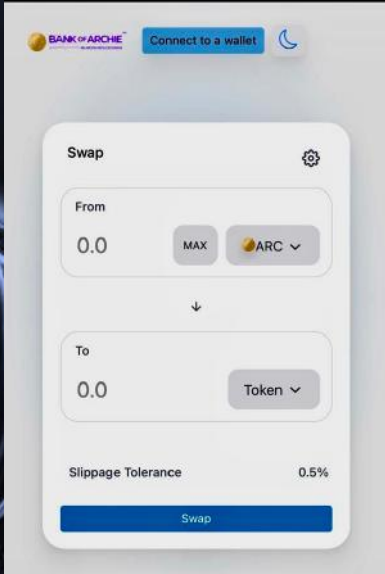 BANK OF ARCHIE
Connect to a wallet
Swap
From
0.0
MAX
ARC
To
0.0
Token
Slippage Tolerance
0.5%
Swap